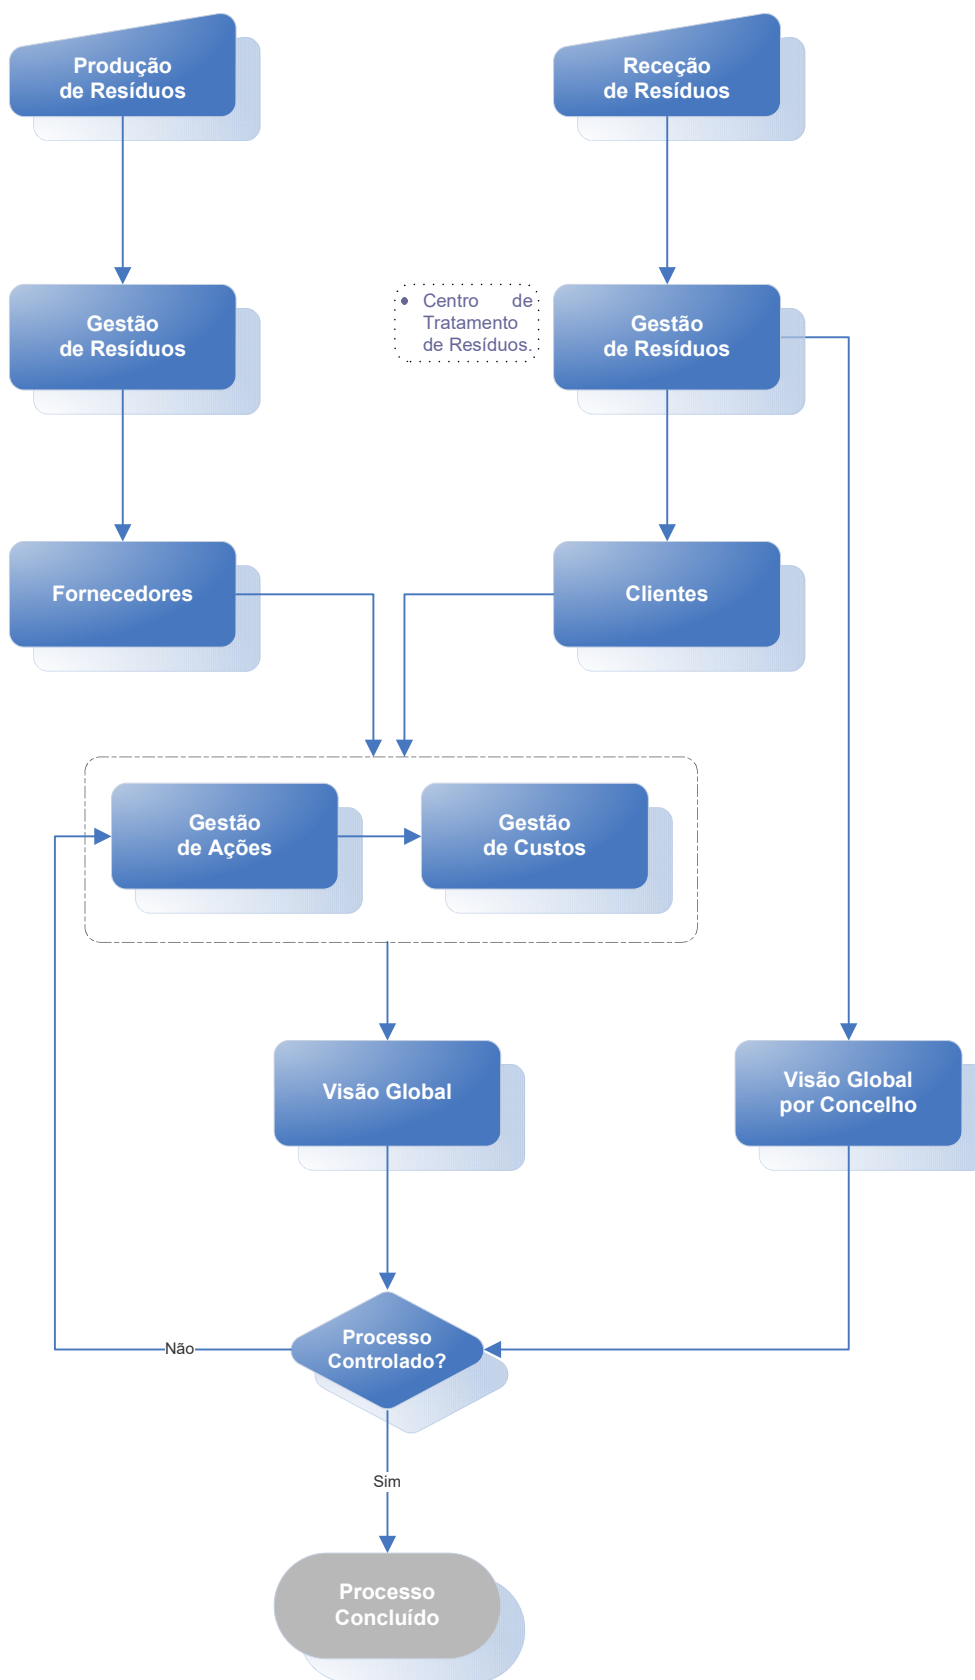 Produção
de Resíduos
Receção
de Resíduos
Gestão
de Resíduos
• Centro de
Tratamento
de Resíduos.
Gestão
de Resíduos
Fornecedores
Clientes
Gestão
de Ações
Gestão
de Custos
Visão Global
Visão Global
por Concelho
Processo
Controlado?
Não
Sim
Processo
Concluído